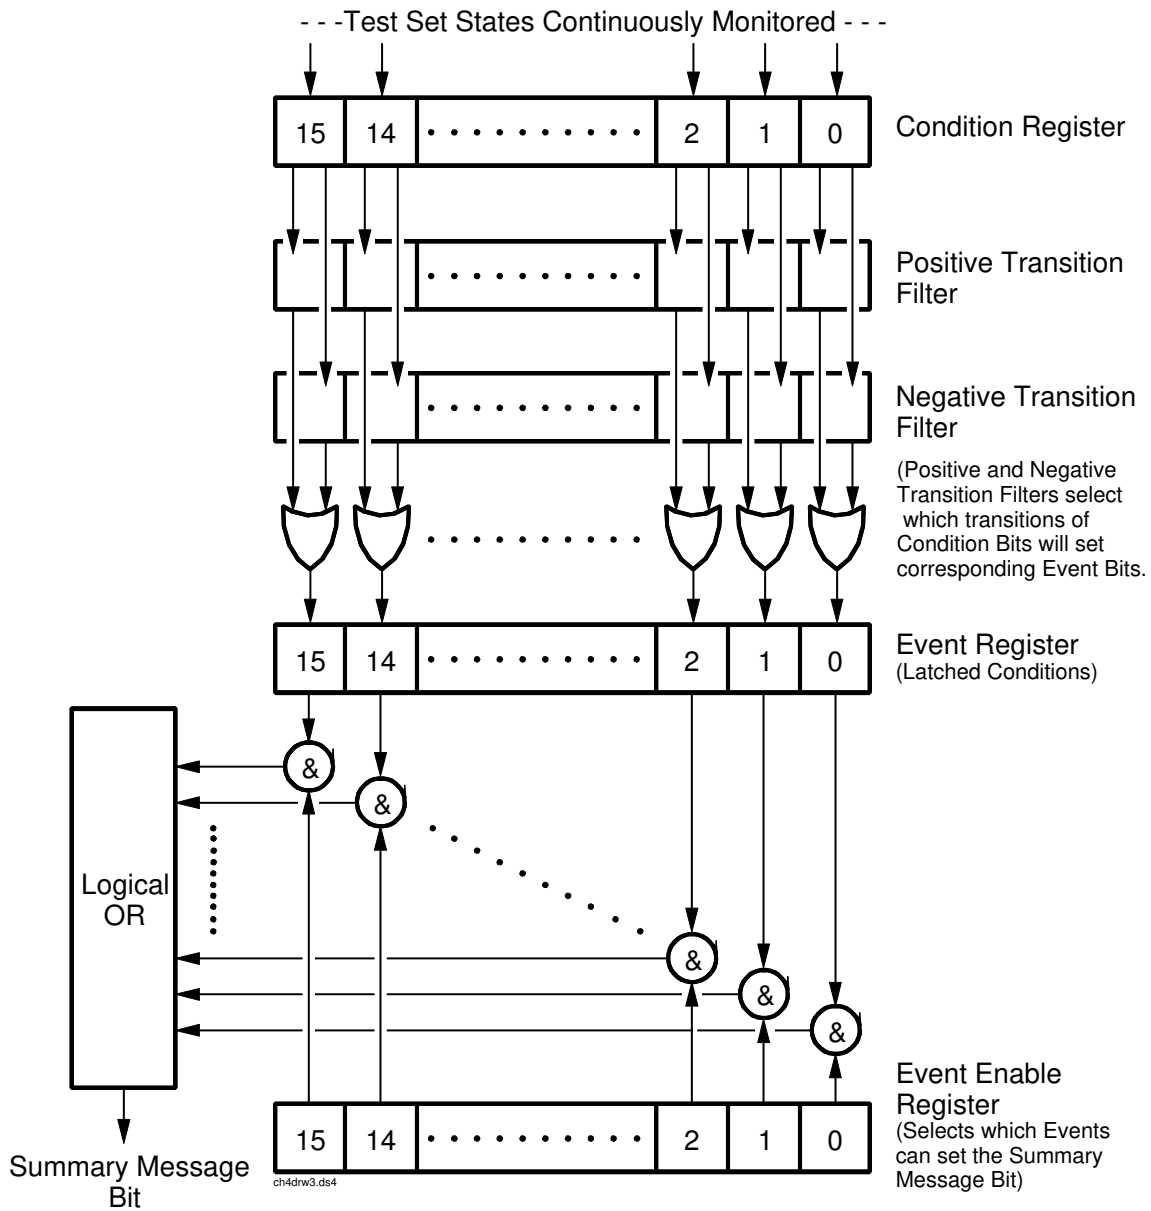 - - -Test Set States Continuously Monitored - - -
15 14 . . . . . . . . . . 2 1 0
Condition Register
Positive Transition
Filter
Negative Transition
Filter
(Positive and Negative
Transition Filters select
which transitions of
Condition Bits will set
corresponding Event Bits.
15 14 . . . . . . . . . . 2 1 0
Event Register
(Latched Conditions)
&
&
Logical
OR
&
&
&
Event Enable
Register
(Selects which Events
can set the Summary
Message Bit)
15 14 . . . . . . . . . . 2 1 0
ch4drw3.ds4
Summary Message
Bit